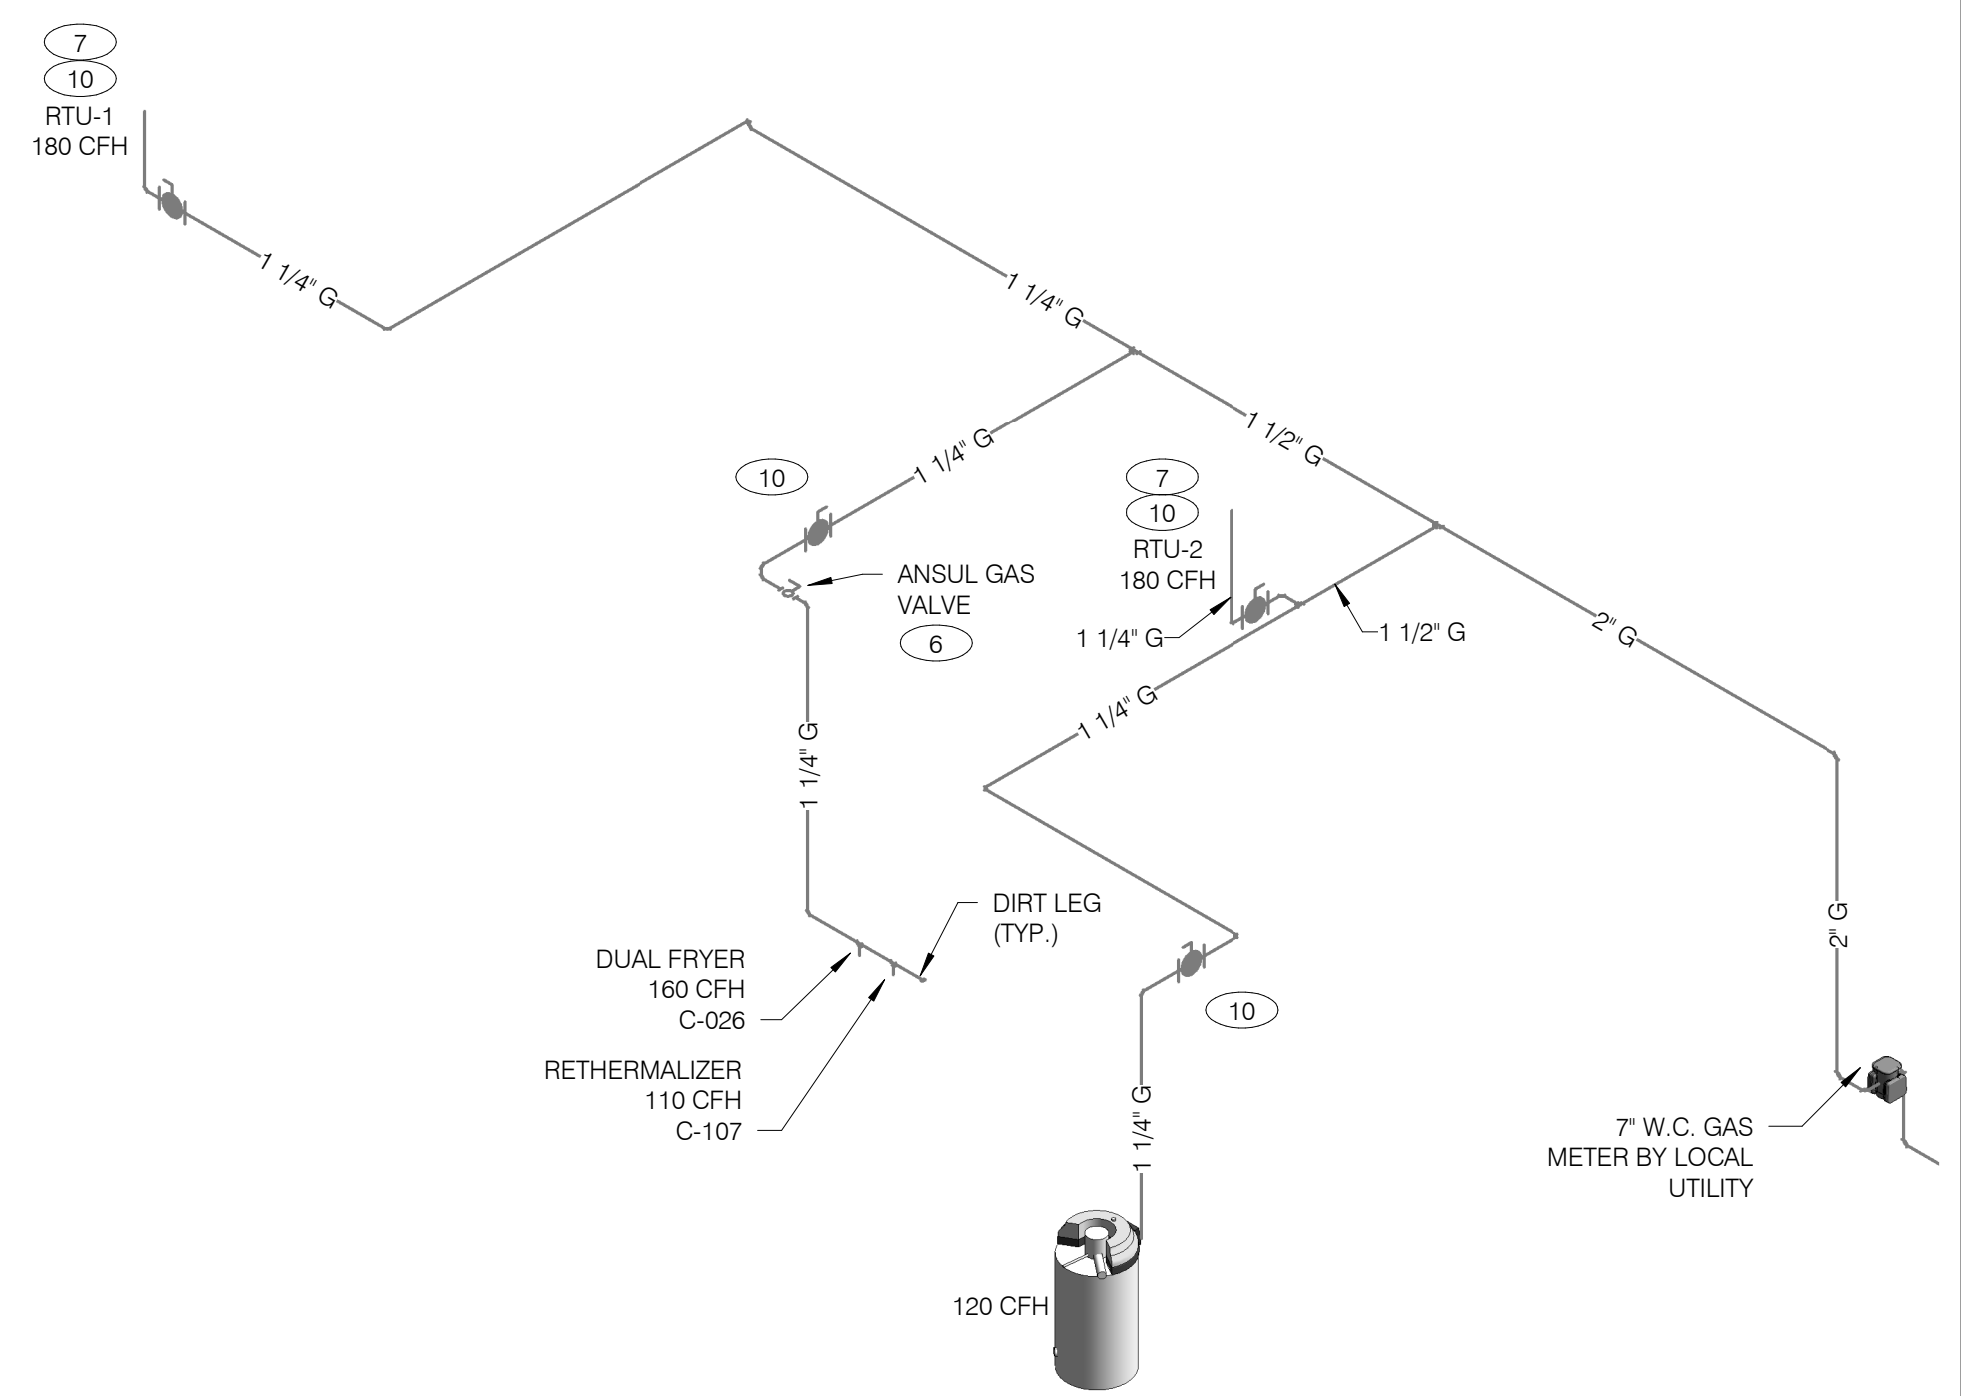 7
10
RTU-1
180 CFH
1 1/4" G
1 1/4" G
1 1/4" G
1 1/2" G
10
7
10
RTU-2
180 CFH
ANSUL GAS
VALVE
6
1 1/4" G
1 1/2" G
2" G
1 1/4" G
1 1/4" G
DIRT LEG
(TYP.)
2" G
DUAL FRYER
160 CFH
C-026
10
RETHERMALIZER
110 CFH
C-107
1 1/4" G
7" W.C. GAS
METER BY LOCAL
UTILITY
120 CFH